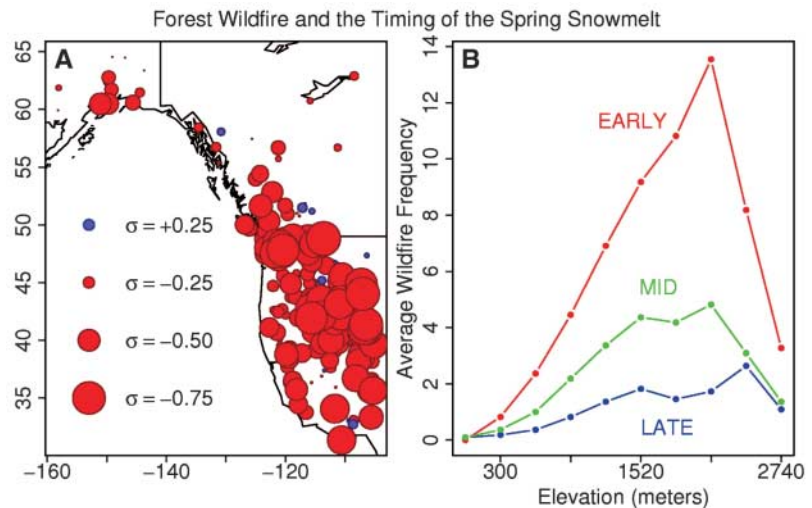 Forest Wildfire and the Timing of the Spring Snowmelt
A
65
60
55
50
45
40
35
σ = +0.25
σ = −0.25
σ = −0.50
σ = −0.75
−160
−140
−120
B
Average Wildfire Frequency
14
12
10
8
6
4
2
0
EARLY
MID
LATE
300
1520
2740
Elevation (meters)